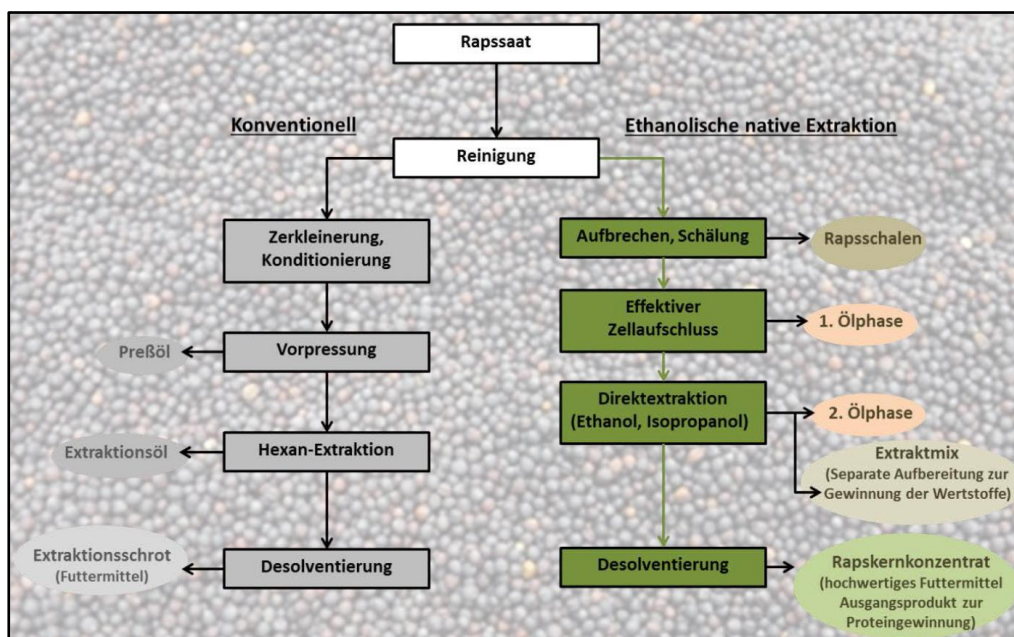 Rapssaat
Konventionell
Ethanolische native Extraktion
Reinigung
Zerkleinerung,
Konditionierung
Vorpressung
Preßöl
Hexan-Extraktion
Extraktionsöl
Desolventierung
Extraktionsschrot
(Futtermittel)
Aufbrechen, Schälung
Rapsschalen
Effektiver
Zellaufschluss
1. Ölphase
Direktextraktion
(Ethanol, Isopropanol)
2. Ölphase
Extraktmix
(Separate Aufbereitung zur
Gewinnung der Wertstoffe)
Desolventierung
Rapskernkonzentrat
(hochwertiges Futtermittel
Ausgangsprodukt zur
Proteingewinnung)